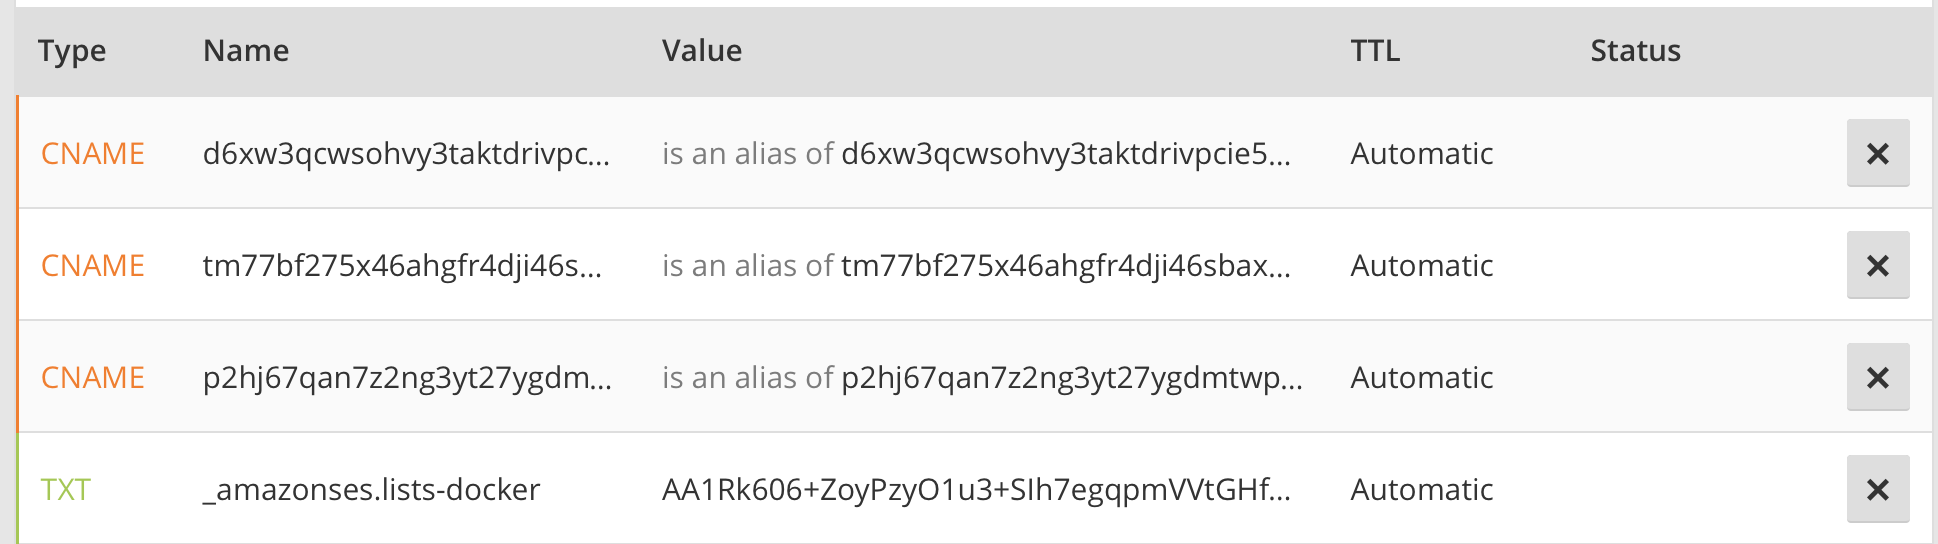 Type Name Value TTL Status
CNAME d6xw3qcwsohvy3taktdrivpc... is an alias of d6xw3qcwsohvy3taktdrivpcie5... Automatic
CNAME tm77bf275x46ahgfr4dji46s... is an alias of tm77bf275x46ahgfr4dji46sbax... Automatic
CNAME p2hj67qan7z2ng3yt27ygdm... is an alias of p2hj67qan7z2ng3yt27ygdmtwp... Automatic
TXT _amazonses.lists-docker AA1Rk606+ZoyPzyO1u3+SIh7egqpmVVtGHf... Automatic